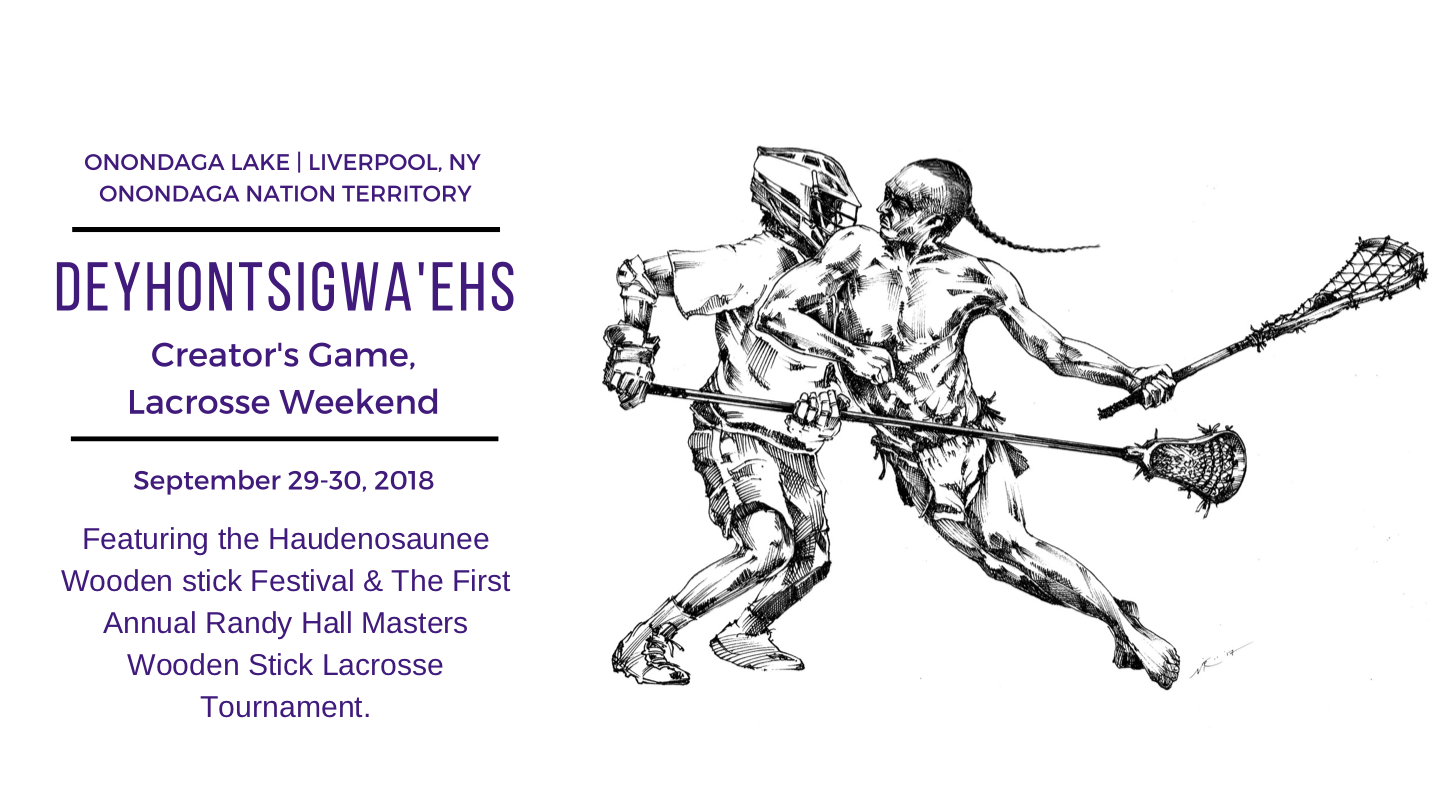 ONONDAGA LAKE | LIVERPOOL, NY
ONONDAGA NATION TERRITORY
DEYHONTSIGWA'EHS
Creator's Game,
Lacrosse Weekend
September 29-30, 2018
Featuring the Haudenosaunee
Wooden stick Festival & The First
Annual Randy Hall Masters
Wooden Stick Lacrosse
Tournament.